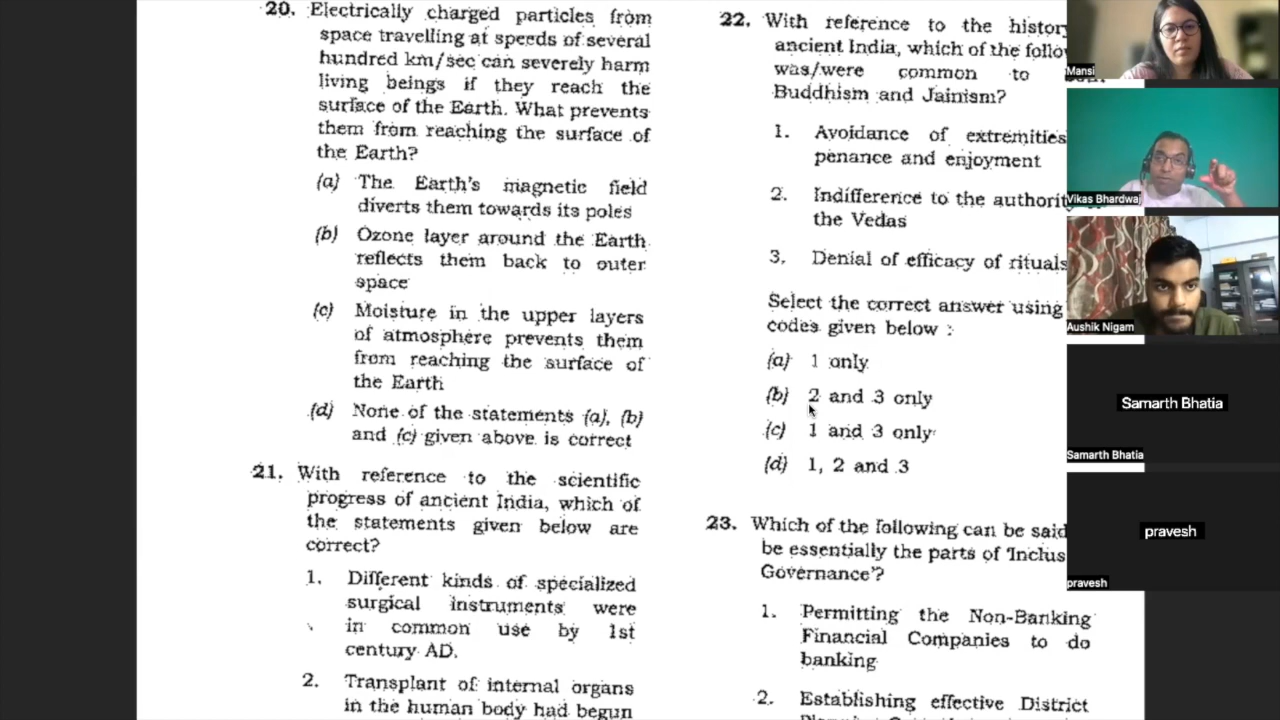 20. Electrically charged particles from
space travelling at speeds of several
hundred km/sec can severely harm
living beings if they reach the
surface of the Earth. What prevents
them from reaching the surface of
the Earth?
(a) The Earth's magnetic field
diverts them towards its poles
(b) Ozone layer around the Earth
reflects them back to outer
space
(c) Moisture in the upper layers
of atmosphere prevents them
from reaching the surface of
the Earth
(d) None of the statements (a), (b)
and (c) given above is correct
21. With reference to the scientific
progress of ancient India, which of
the statements given below are
correct?
1. Different kinds of specialized
surgical instruments were
in common use by 1st
century AD.
2. Transplant of internal organs
in the human body had begun
22. With reference to the history
ancient India, which of the
was/were common to
Buddhism and Jainism?
1. Avoidance of extremities
penance and enjoyment
2. Indifference to the authority
the Vedas
3. Denial of efficacy of rituals
Select the correct answer using
codes given below :
(a) 1 only
(b) 2 and 3 only
(c) 1 and 3 only
(d) 1, 2 and 3
23. Which of the following can be said
be essentially the parts of
Governance'?
1. Permitting the Non-Banking
Financial Companies to do
banking
2. Establishing effective District
Mansi
Vikas Bhardwaj
Aushik Nigam
Samarth Bhatia
Samarth Bhatia
pravesh
pravesh